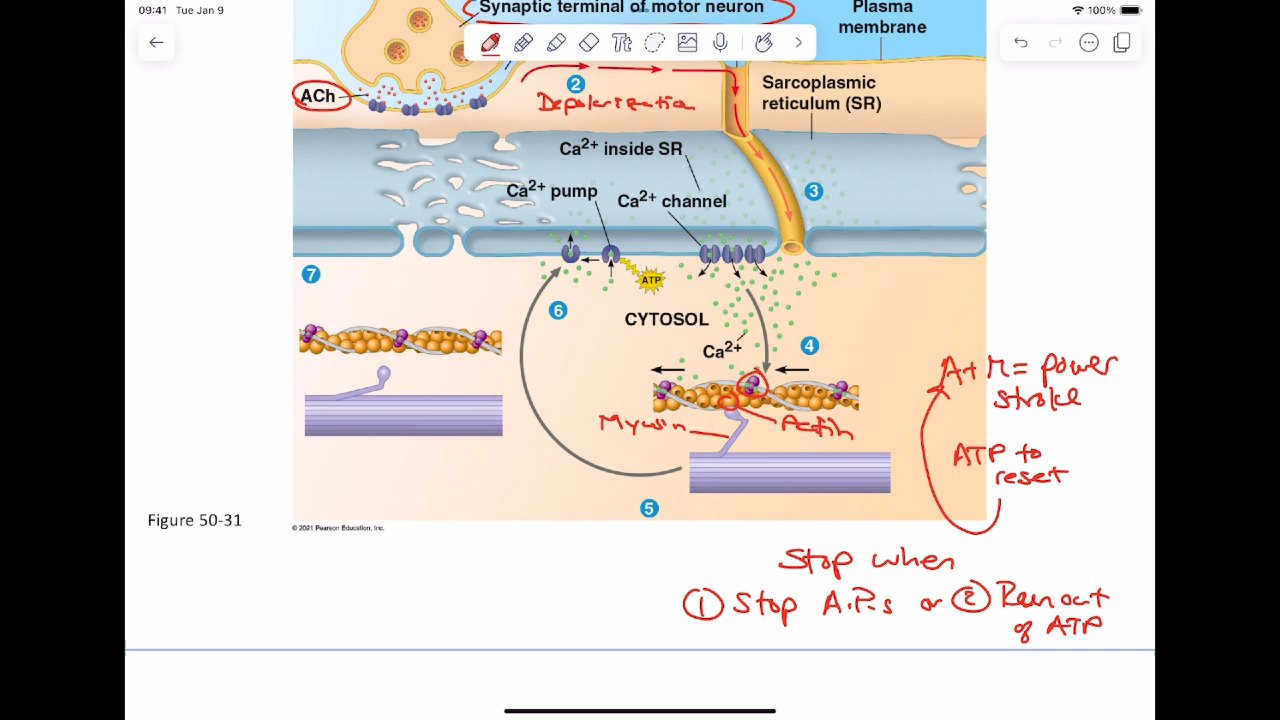 09:41 Tue Jan 9
100%
Synaptic terminal of motor neuron
Plasma
membrane
Tt
ACh
2
Depolarization
Sarcoplasmic
reticulum (SR)
Ca2+ inside SR
Ca2+ pump
Ca2+ channel
3
7
ATP
6
CYTOSOL
Ca2+
4
A+M = power
stroke
Myosin
Actin
ATP to
reset
5
Figure 50-31
© 2021 Pearson Education, Inc.
Stop when
1 Stop A.P.s or 2 Run out
of ATP